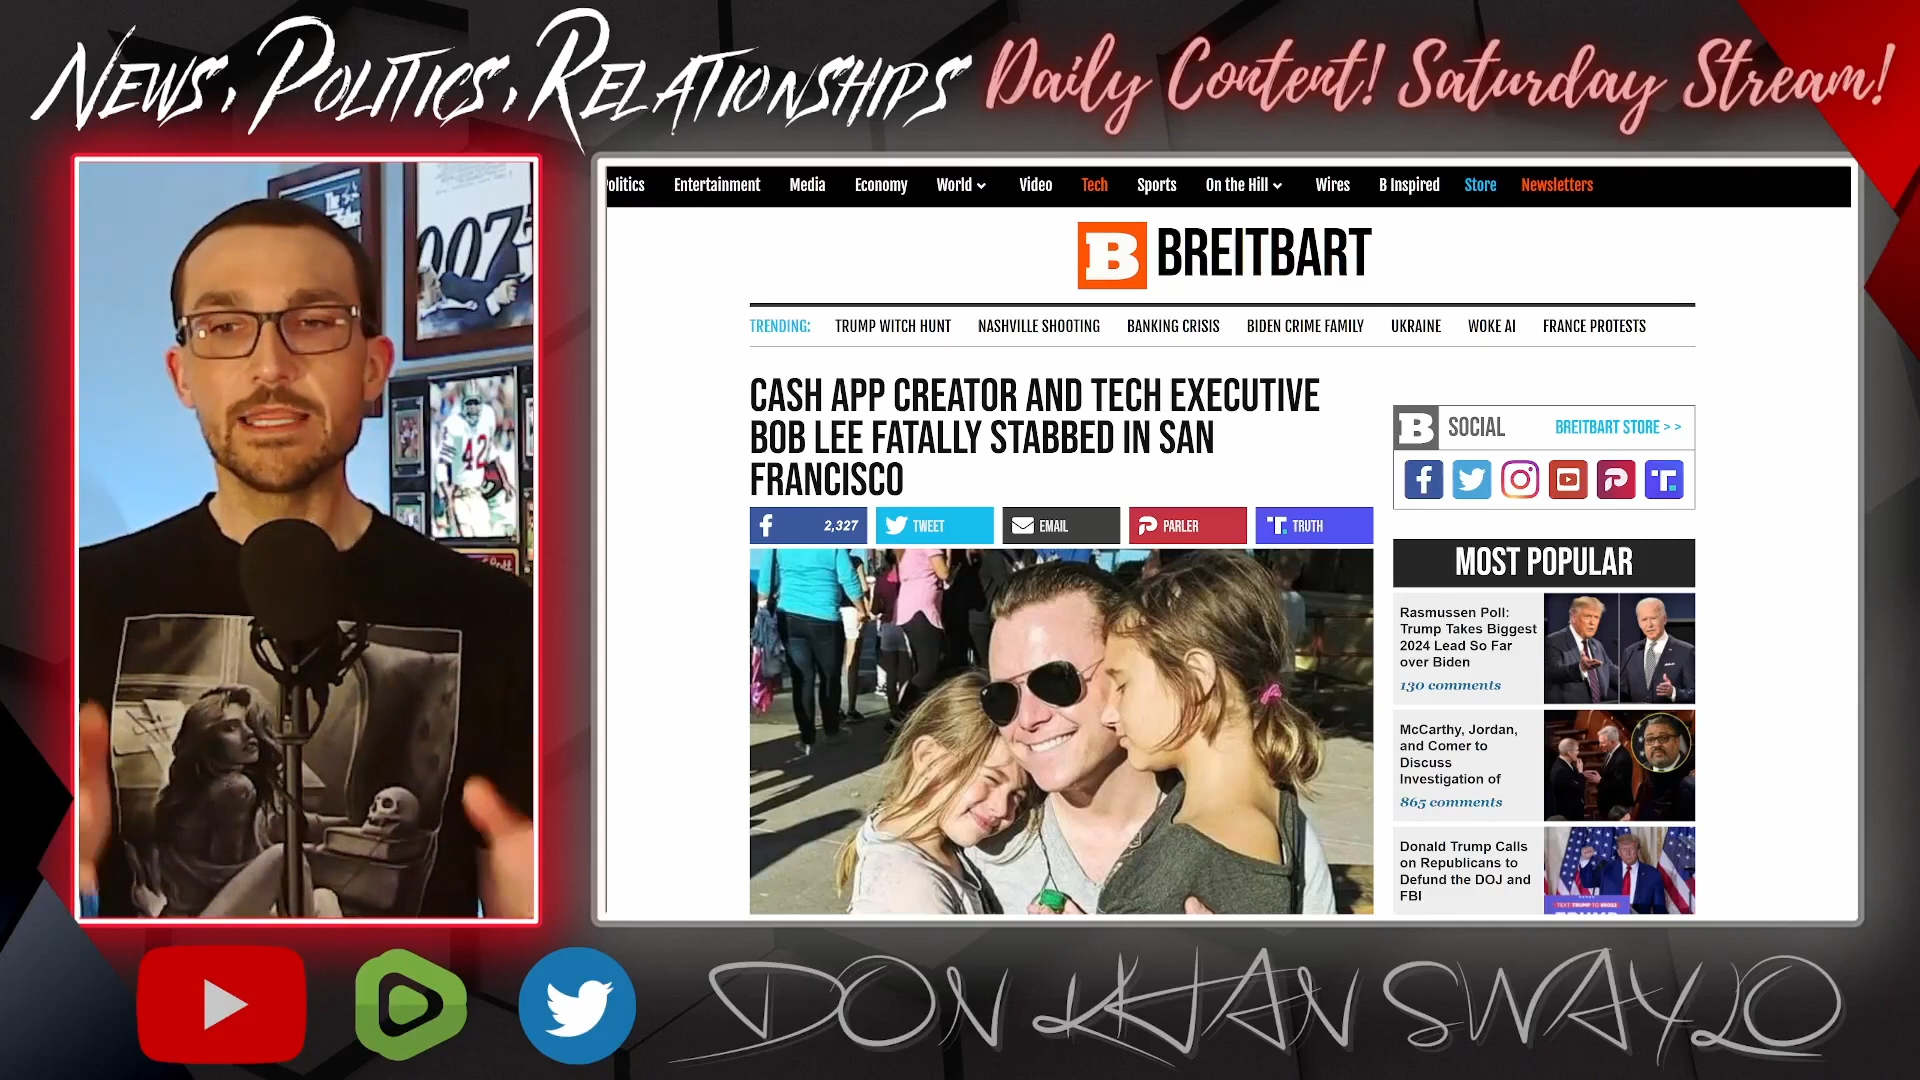 News, Politics, Relationships
Daily Content! Saturday Stream!
007
42
olitics Entertainment Media Economy World Video Tech Sports On the Hill Wires B Inspired Store Newsletters
B BREITBART
TRENDING: TRUMP WITCH HUNT NASHVILLE SHOOTING BANKING CRISIS BIDEN CRIME FAMILY UKRAINE WOKE AI FRANCE PROTESTS
CASH APP CREATOR AND TECH EXECUTIVE
BOB LEE FATALLY STABBED IN SAN
FRANCISCO
2,327 TWEET EMAIL PARLER TRUTH
B SOCIAL BREITBART STORE > >
MOST POPULAR
Rasmussen Poll:
Trump Takes Biggest
2024 Lead So Far
over Biden
130 comments
McCarthy, Jordan,
and Comer to
Discuss
Investigation of
865 comments
Donald Trump Calls
on Republicans to
Defund the DOJ and
FBI
DON KHAN SWAYLO